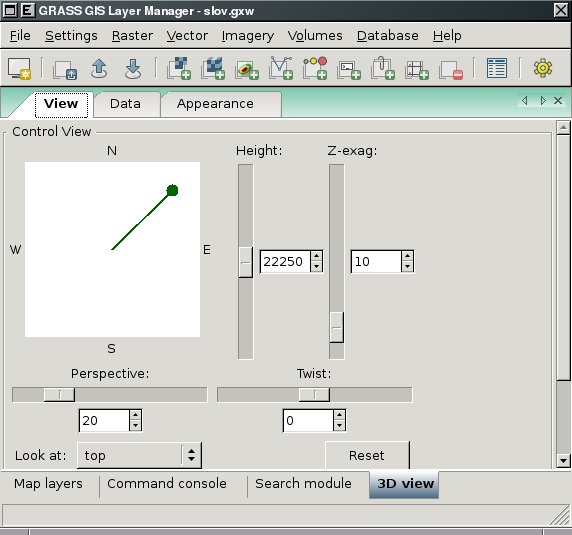 GRASS GIS Layer Manager - slov.gxw
File Settings Raster Vector Imagery Volumes Database Help
View Data Appearance
Control View
N Height: Z-exag:
W E 22250 10
S
Perspective: Twist:
20 0
Look at: top Reset
Map layers Command console Search module 3D view